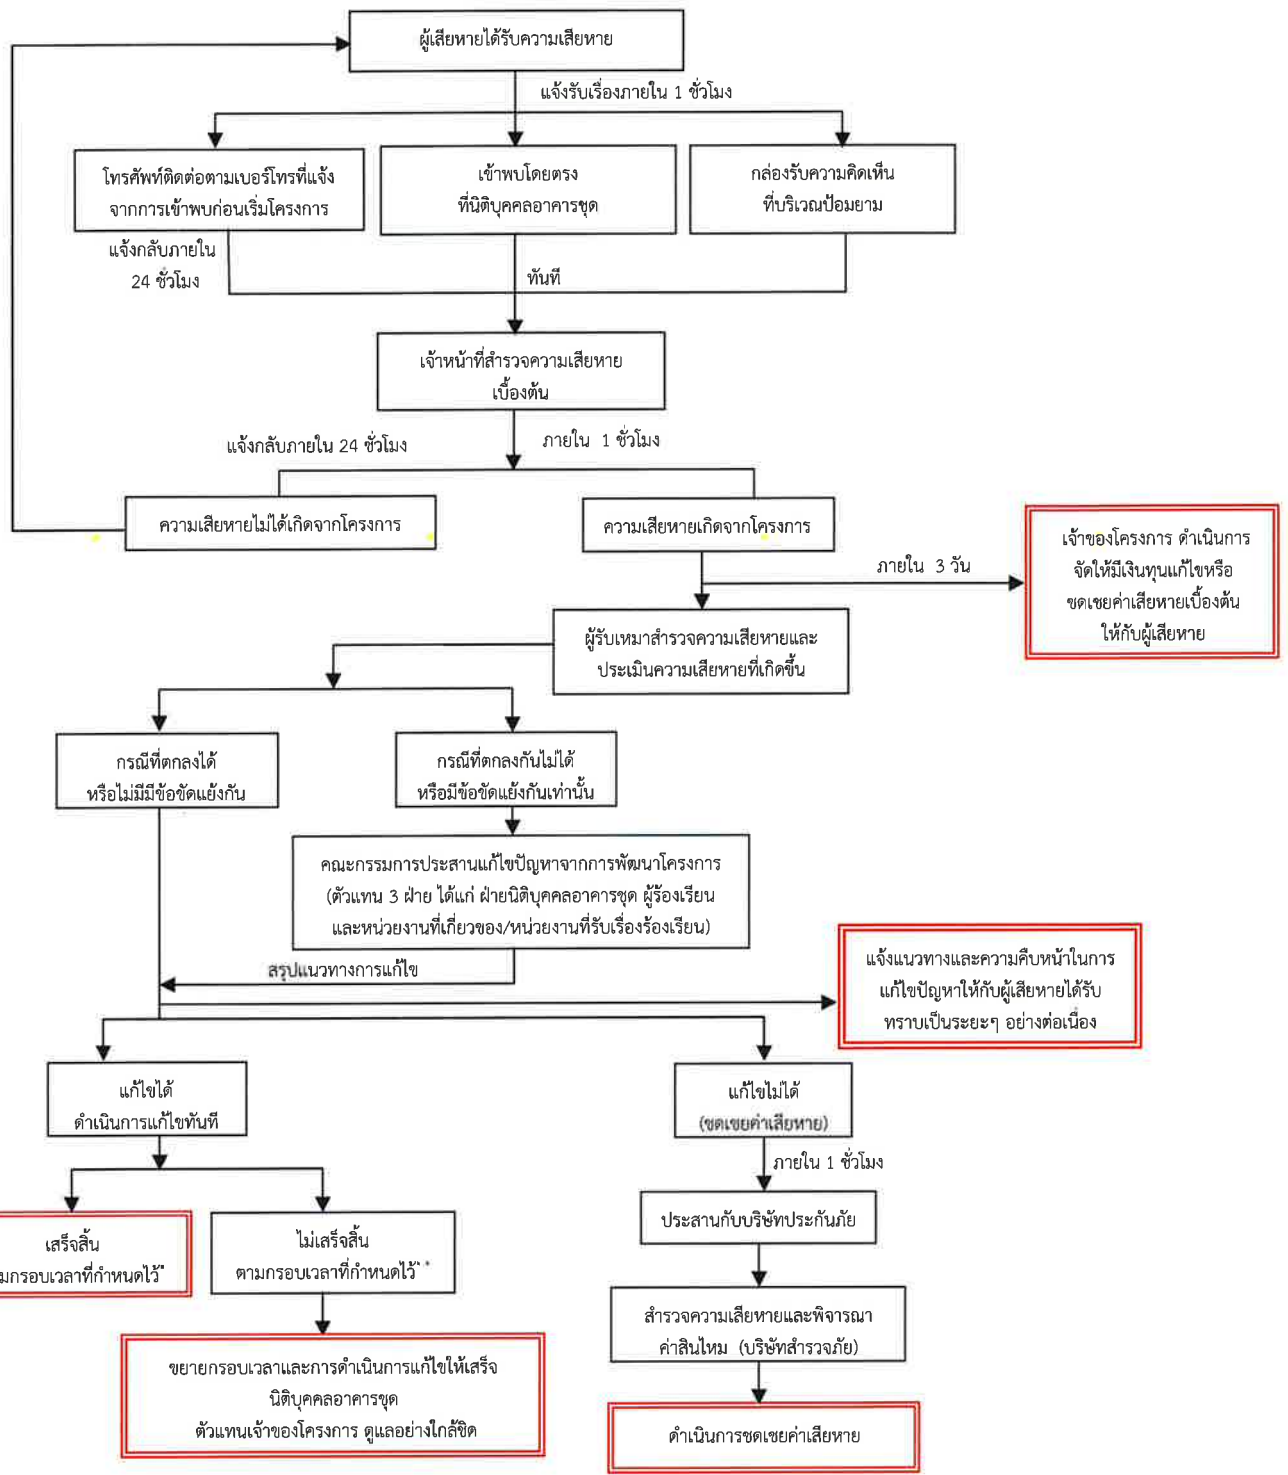 ผู้เสียหายได้รับความเสียหาย
แจ้งรับเรื่องภายใน 1 ชั่วโมง
โทรศัพท์ติดต่อตามเบอร์โทรที่แจ้ง
จากการเข้าพบก่อนเริ่มโครงการ
เข้าพบโดยตรง
ที่นิติบุคคลอาคารชุด
กล่องรับความคิดเห็น
ที่บริเวณป้อมยาม
แจ้งกลับภายใน
24 ชั่วโมง
ทันที
เจ้าหน้าที่สำรวจความเสียหาย
เบื้องต้น
แจ้งกลับภายใน 24 ชั่วโมง
ภายใน 1 ชั่วโมง
ความเสียหายไม่ได้เกิดจากโครงการ
ความเสียหายเกิดจากโครงการ
ภายใน 3 วัน
เจ้าของโครงการ ดำเนินการ
จัดให้มีเงินทุนแก้ไขหรือ
ชดเชยค่าเสียหายเบื้องต้น
ให้กับผู้เสียหาย
ผู้รับเหมาสำรวจความเสียหายและ
ประเมินความเสียหายที่เกิดขึ้น
กรณีที่ตกลงได้
หรือไม่มีมีข้อขัดแย้งกัน
กรณีที่ตกลงกันไม่ได้
หรือมีข้อขัดแย้งกันเท่านั้น
คณะกรรมการประสานแก้ไขปัญหาจากการพัฒนาโครงการ
(ตัวแทน 3 ฝ่าย ได้แก่ ฝ่ายนิติบุคคลอาคารชุด ผู้ร้องเรียน
และหน่วยงานที่เกี่ยวของ/หน่วยงานที่รับเรื่องร้องเรียน)
สรุปแนวทางการแก้ไข
แจ้งแนวทางและความคืบหน้าในการ
แก้ไขปัญหาให้กับผู้เสียหายได้รับ
ทราบเป็นระยะๆ อย่างต่อเนื่อง
แก้ไขได้
ดำเนินการแก้ไขทันที
แก้ไขไม่ได้
(ชดเชยค่าเสียหาย)
ภายใน 1 ชั่วโมง
ประสานกับบริษัทประกันภัย
เสร็จสิ้น
มกรอบเวลาที่กำหนดไว้*
ไม่เสร็จสิ้น
ตามกรอบเวลาที่กำหนดไว้**
สำรวจความเสียหายและพิจารณา
ค่าสินไหม (บริษัทสำรวจภัย)
ขยายกรอบเวลาและการดำเนินการแก้ไขให้เสร็จ
นิติบุคคลอาคารชุด
ตัวแทนเจ้าของโครงการ ดูแลอย่างใกล้ชิด
ดำเนินการชดเชยค่าเสียหาย